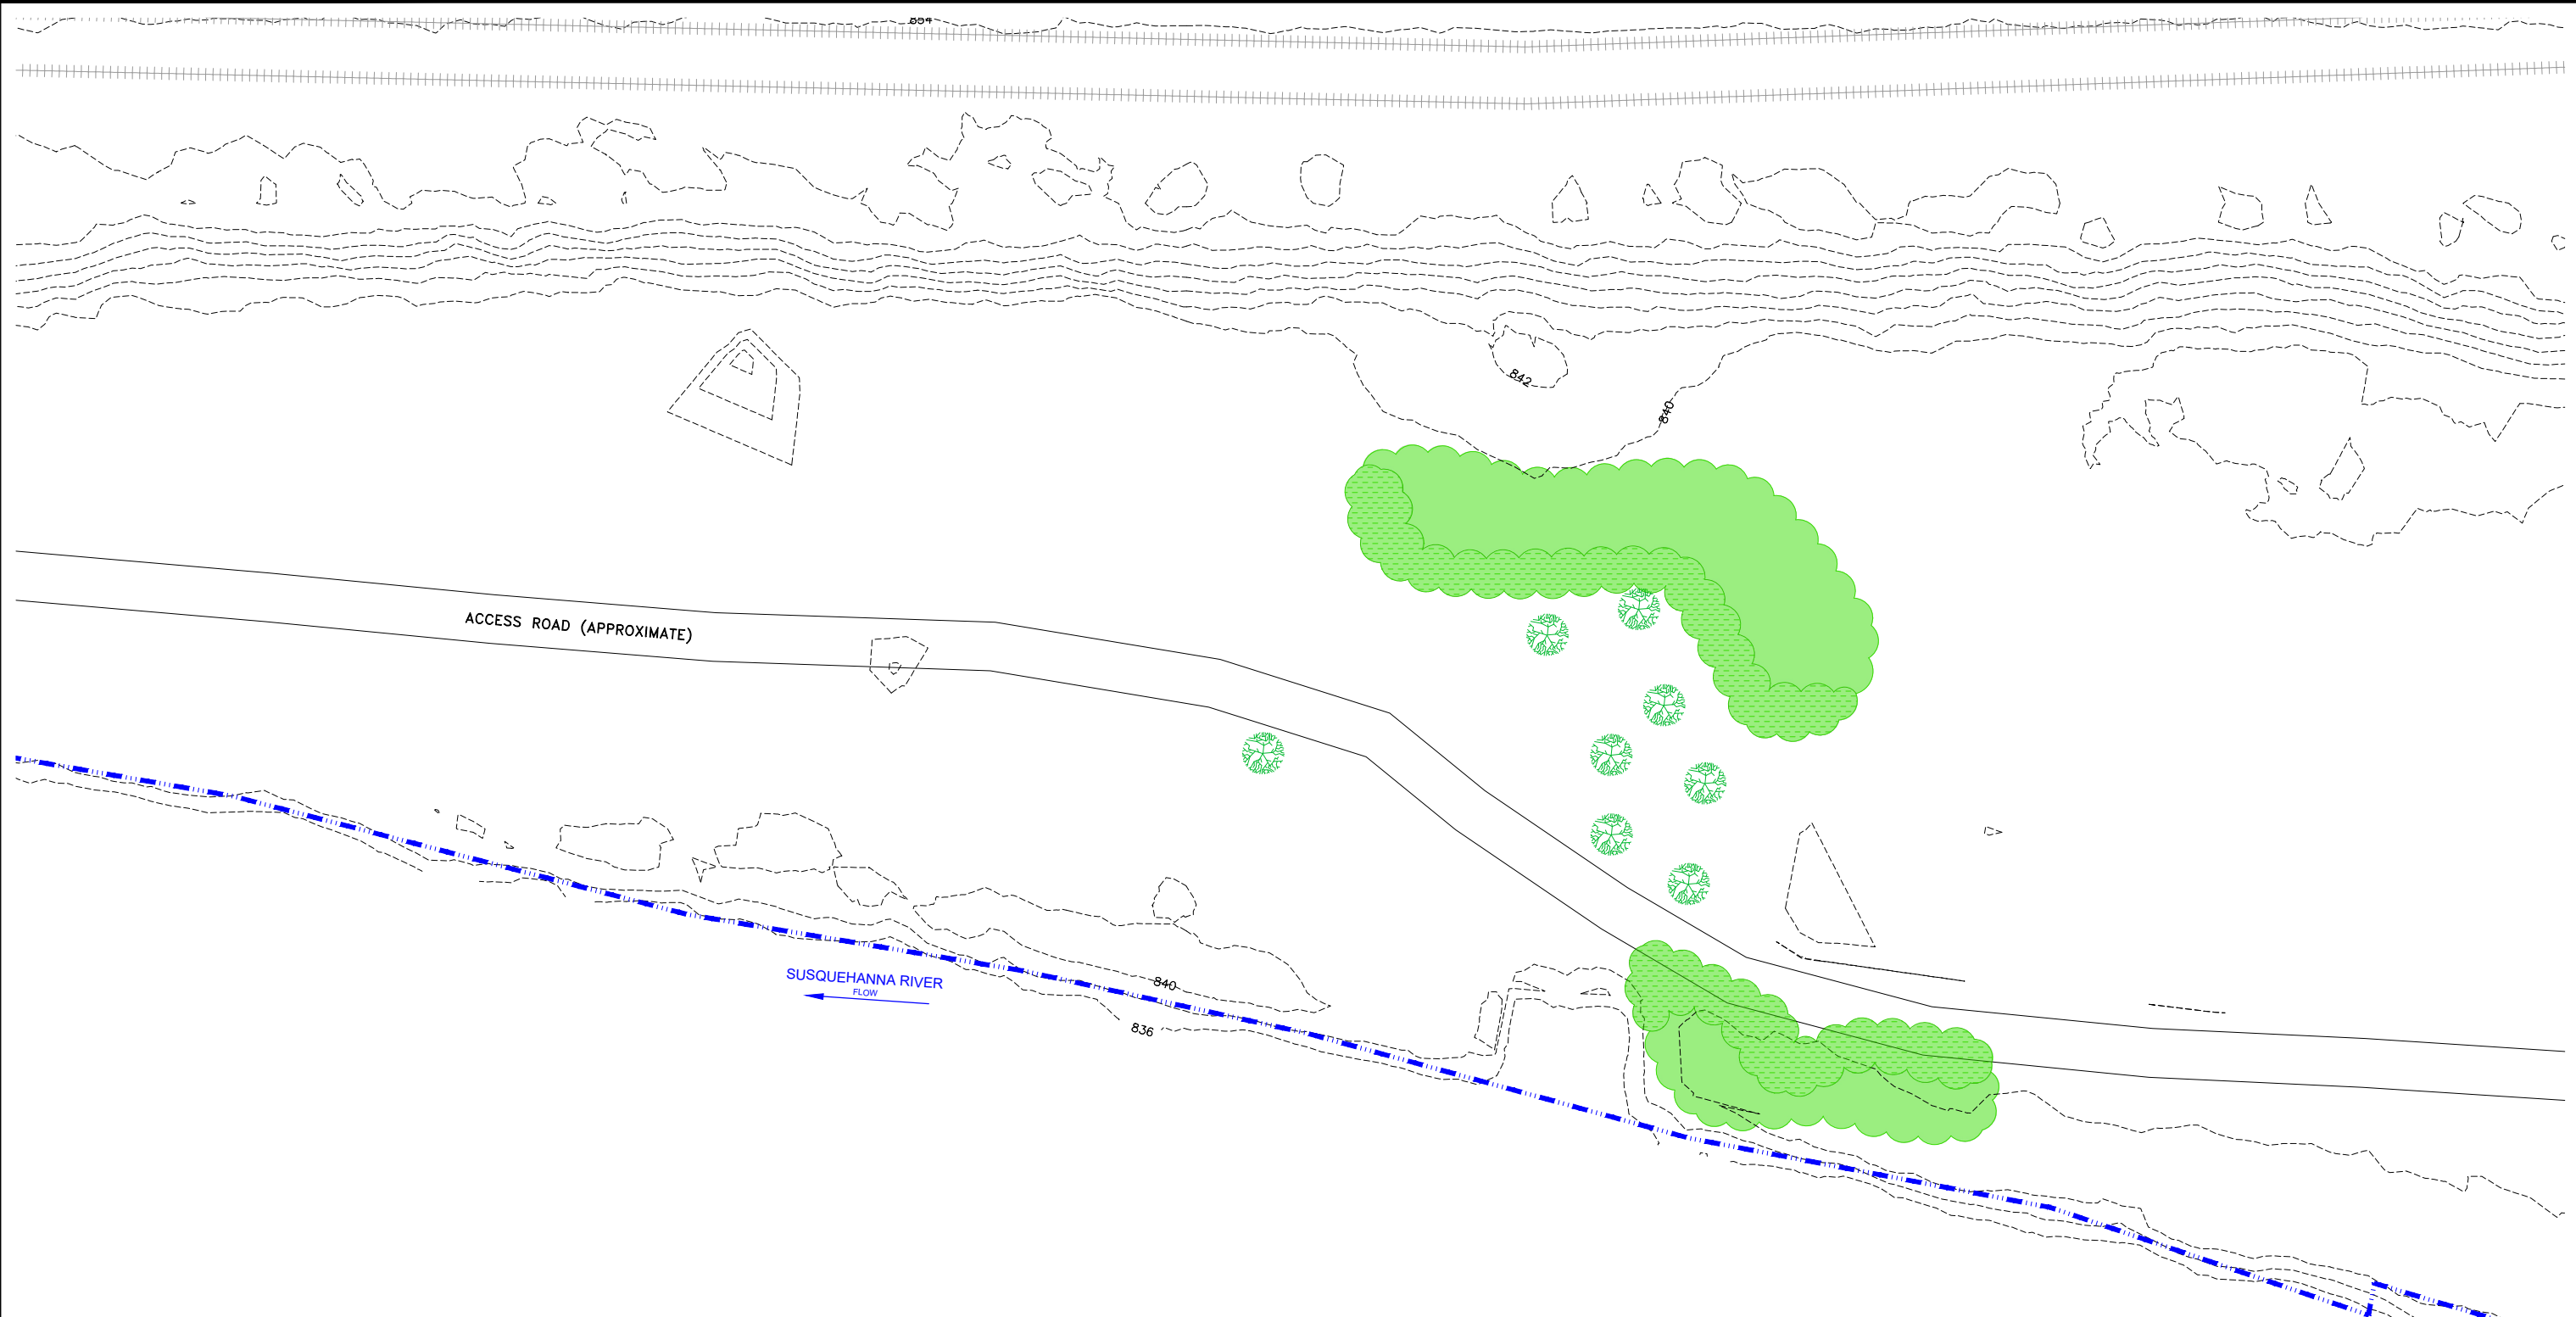 854
842
840
ACCESS ROAD (APPROXIMATE)
SUSQUEHANNA RIVER
FLOW
840
836